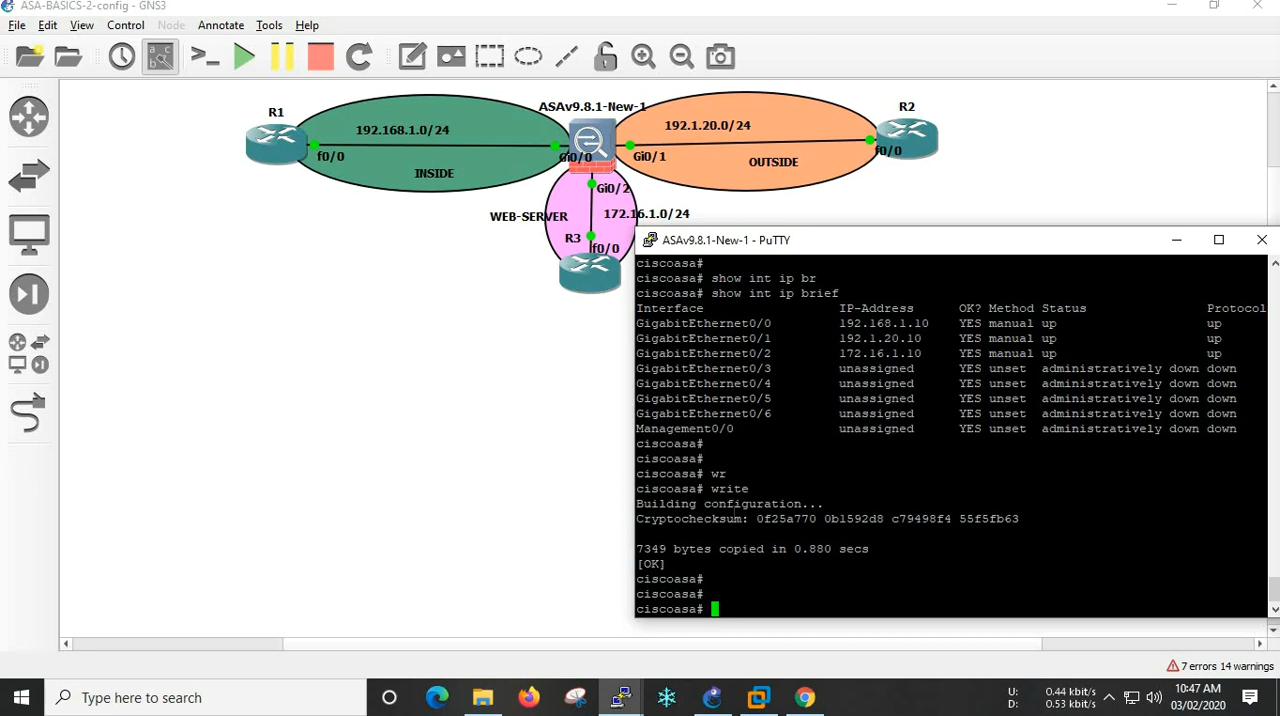 ASA-BASICS-2-config - GNS3
File Edit View Control Node Annotate Tools Help
ASAv9.8.1-New-1
R1
R2
192.168.1.0/24
192.1.20.0/24
f0/0
Gi0/0
Gi0/1
f0/0
INSIDE
OUTSIDE
Gi0/2
WEB-SERVER
172.16.1.0/24
R3
f0/0
ASAv9.8.1-New-1 - PuTTY
ciscoasa#
ciscoasa# show int ip br
ciscoasa# show int ip brief
Interface IP-Address OK? Method Status Protocol
GigabitEthernet0/0 192.168.1.10 YES manual up up
GigabitEthernet0/1 192.1.20.10 YES manual up up
GigabitEthernet0/2 172.16.1.10 YES manual up up
GigabitEthernet0/3 unassigned YES unset administratively down down
GigabitEthernet0/4 unassigned YES unset administratively down down
GigabitEthernet0/5 unassigned YES unset administratively down down
GigabitEthernet0/6 unassigned YES unset administratively down down
Management0/0 unassigned YES unset administratively down down
ciscoasa#
ciscoasa#
ciscoasa# wr
ciscoasa# write
Building configuration...
Cryptochecksum: 0f25a770 0b1592d8 c79498f4 55f5fb63
7349 bytes copied in 0.880 secs
[OK]
ciscoasa#
ciscoasa#
ciscoasa#
7 errors 14 warnings
Type here to search
U: 0.44 kbit/s
D: 0.53 kbit/s
10:47 AM
03/02/2020